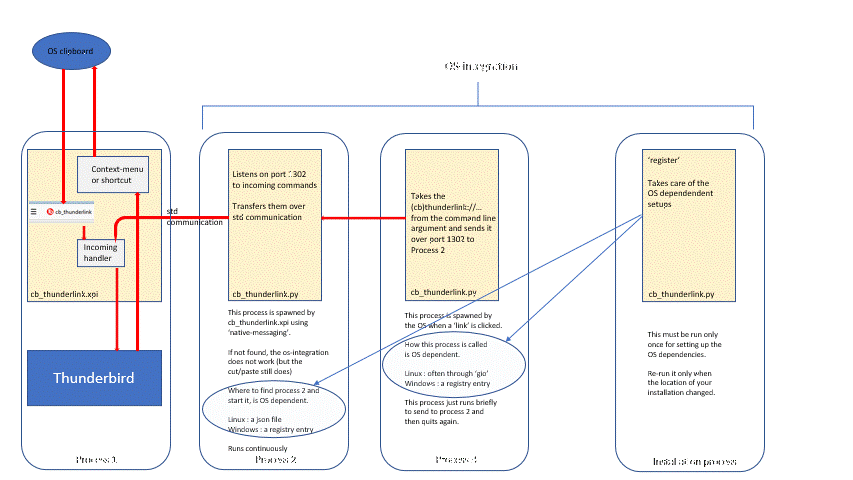 OS clipboard
OS-integration
Context-menu
or shortcut
cb_thunderlink
Incoming
handler
cb_thunderlink.xpi
Thunderbird
Process 1
std
communication
Listens on port 1302
to incoming commands
Transfers them over
std communication
cb_thunderlink.py
This process is spawned by
cb_thunderlink.xpi using
'native-messaging'.
If not found, the os-integration
does not work (but the
cut/paste still does)
Where to find process 2 and
start it, is OS dependent.
Linux : a json file
Windows : a registry entry
Runs continuously
Process 2
Takes the
(cb)thunderlink://...
from the command line
argument and sends it
over port 1302 to
Process 2
cb_thunderlink.py
This process is spawned by
the OS when a 'link' is clicked.
How this process is called
is OS dependent.
Linux : often through 'gio'
Windows : a registry entry
This process just runs briefly
to send to process 2 and
then quits again.
Process
'register'
Takes care of the
OS dependendent
setups
cb_thunderlink.py
This must be run only
once for setting up the
OS dependencies.
Re-run it only when
the location of your
installation changed.
Installation process